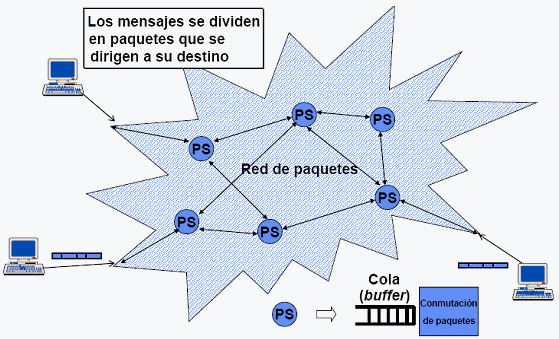 Los mensajes se dividen
en paquetes que se
dirigen a su destino
PS
PS
PS
Red de paquetes
PS
PS
PS
Cola
(buffer)
PS
Conmutación
de paquetes